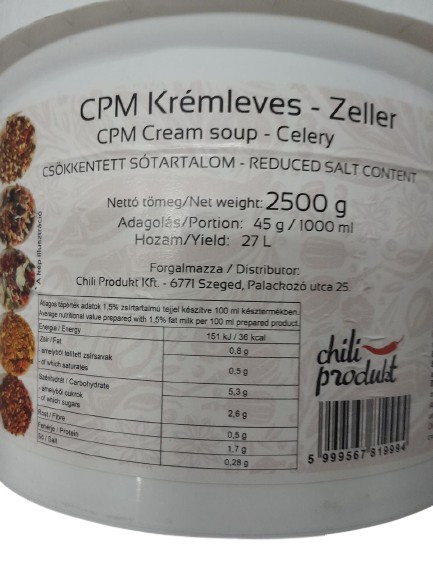 CPM Krémleves - Zeller
CPM Cream soup - Celery
CSÖKKENTETT SÓTARTALOM - REDUCED SALT CONTENT
Nettó tömeg/Net weight: 2500 g
Adagolás/Portion: 45 g / 1000 ml
Hozam/Yield: 27 L
Forgalmazza / Distributor:
Chili Produkt Kft. - 6771 Szeged, Palackozó utca 25
* A kép illusztráció
Átlagos tápérték adatok 1,5% zsírtartalmú tejjel készítve 100 ml késztermékben.
Average nutritional value prepared with 1,5% fat milk per 100 ml prepared product.
Energia / Energy 151 kJ / 36 kcal
Zsír / Fat 0,8 g
- amelyből telített zsírsavak
- of which saturates 0,5 g
Szénhidrát / Carbohydrate 5,3 g
- amelyből cukrok
- of which sugars 2,6 g
Rost / Fibre 0,5 g
Fehérje / Protein 1,7 g
Só / Salt 0,28 g
chili
produkt
5 999567 819994